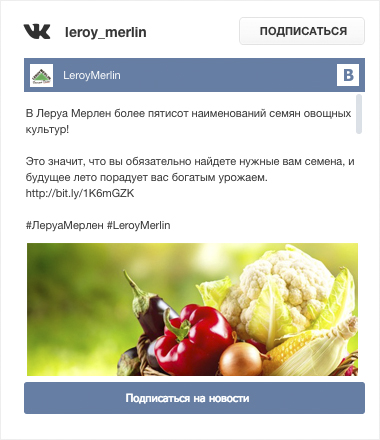 leroy_merlin
ПОДПИСАТЬСЯ
LeroyMerlin
В
В Леруа Мерлен более пятисот наименований семян овощных
культур!
Это значит, что вы обязательно найдете нужные вам семена, и
будущее лето порадует вас богатым урожаем.
http://bit.ly/1K6mGZK
#ЛеруаМерлен #LeroyMerlin
Подписаться на новости